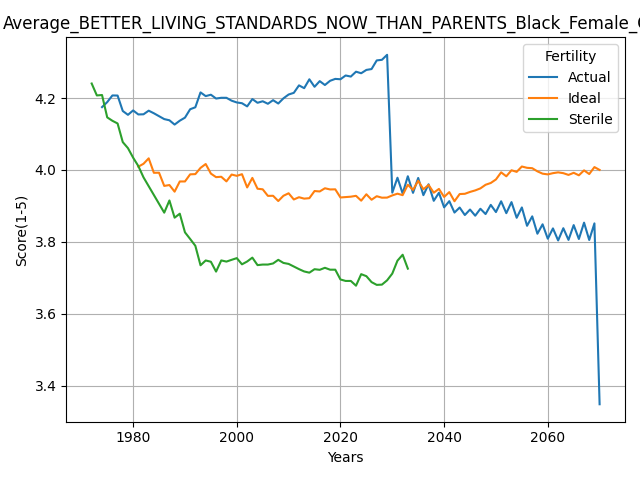 Average_BETTER_LIVING_STANDARDS_NOW_THAN_PARENTS_Black_Female_
Fertility
Actual
Ideal
Sterile
4.2
4.0
3.8
3.6
3.4
Score(1-5)
1980 2000 2020 2040 2060
Years